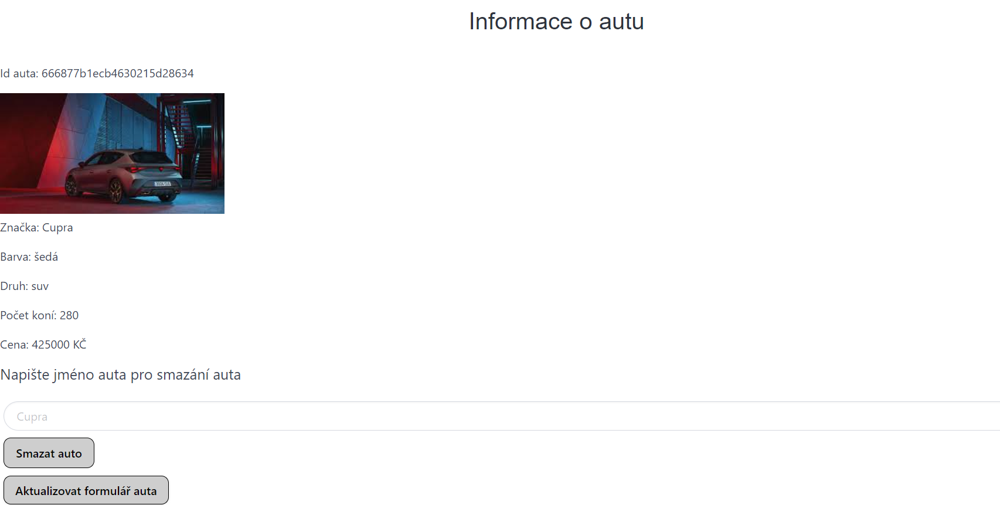 Informace o autu
Id auta: 666877b1ecb4630215d28634
Značka: Cupra
Barva: šedá
Druh: suv
Počet koní: 280
Cena: 425000 KČ
Napište jméno auta pro smazání auta
Cupra
Smazat auto
Aktualizovat formulář auta